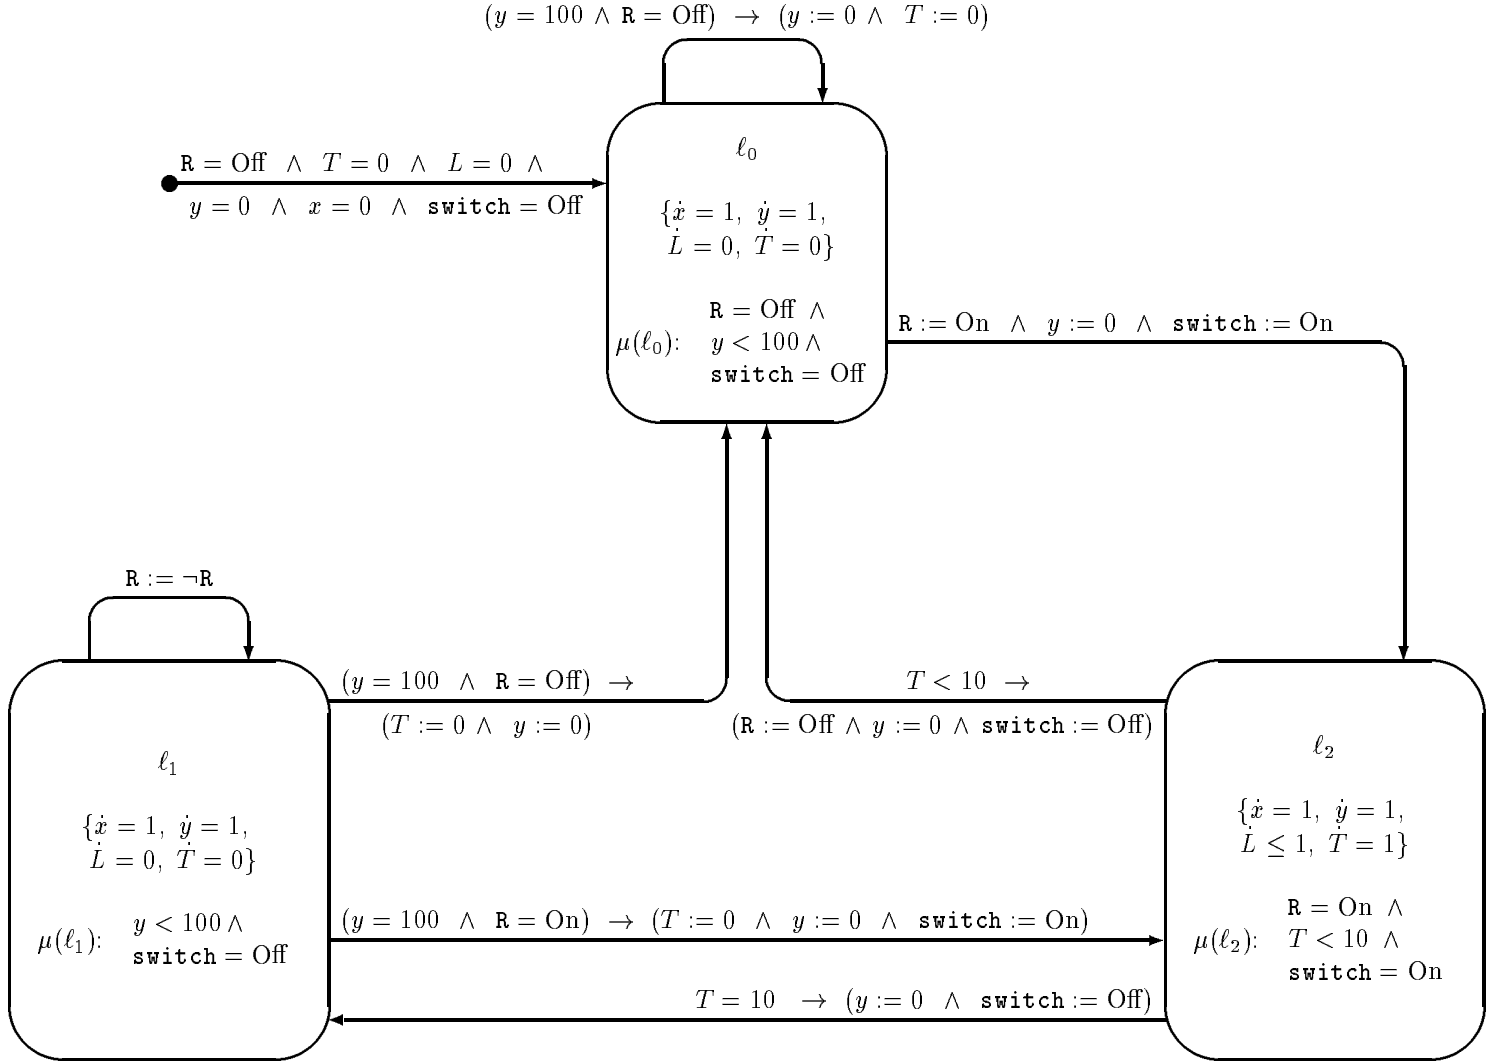 (y = 100 ∧ R = Off) → (y := 0 ∧ T := 0)
R = Off ∧ T = 0 ∧ L = 0 ∧
y = 0 ∧ x = 0 ∧ switch = Off
ℓ₀
{ẋ = 1, ẏ = 1,
L̇ = 0, Ṫ = 0}
R = Off ∧
μ(ℓ₀): y < 100 ∧
switch = Off
R := On ∧ y := 0 ∧ switch := On
R := ¬R
(y = 100 ∧ R = Off) →
(T := 0 ∧ y := 0)
T < 10 →
(R := Off ∧ y := 0 ∧ switch := Off)
ℓ₁
{ẋ = 1, ẏ = 1,
L̇ = 0, Ṫ = 0}
μ(ℓ₁): y < 100 ∧
switch = Off
ℓ₂
{ẋ = 1, ẏ = 1,
L̇ ≤ 1, Ṫ = 1}
R = On ∧
μ(ℓ₂): T < 10 ∧
switch = On
(y = 100 ∧ R = On) → (T := 0 ∧ y := 0 ∧ switch := On)
T = 10 → (y := 0 ∧ switch := Off)